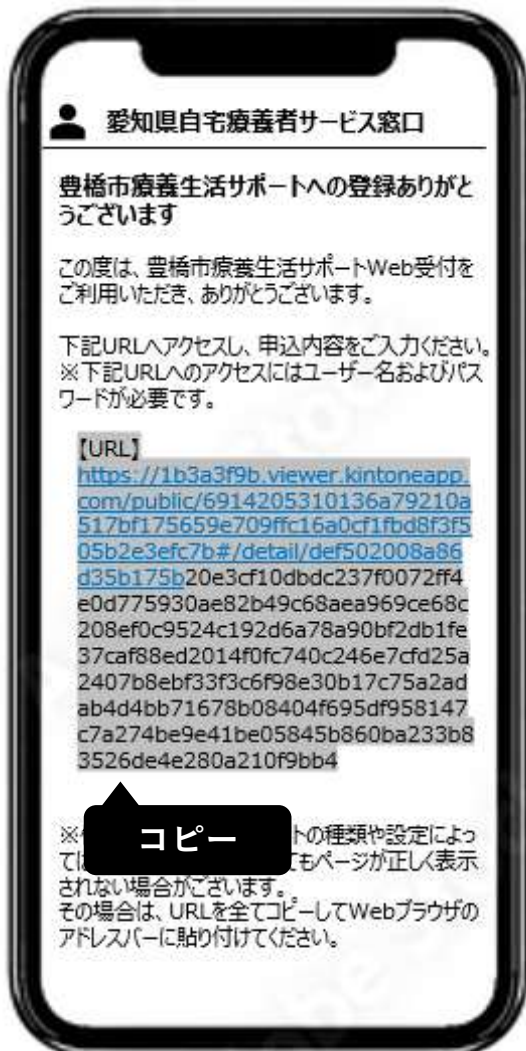 愛知県自宅療養者サービス窓口
豊橋市療養生活サポートへの登録ありがと
うございます
この度は、豊橋市療養生活サポートWeb受付を
ご利用いただき、ありがとうございます。
下記URLへアクセスし、申込内容をご入力ください。
※下記URLへのアクセスにはユーザー名およびパス
ワードが必要です。
【URL】
https://1b3a3f9b.viewer.kintoneapp.
com/public/6914205310136a79210a
517bf175659e709ffc16a0cf1fbd8f3f5
05b2e3efc7b#/detail/def502008a86
d35b175b20e3cf10dbdc237f0072ff4
e0d775930ae82b49c68aea969ce68c
208ef0c9524c192d6a78a90bf2db1fe
37caf88ed2014f0fc740c246e7cfd25a
2407b8ebf33f3c6f98e30b17c75a2ad
ab4d4bb71678b08404f695df958147
c7a274be9e41be05845b860ba233b8
3526de4e280a210f9bb4
コピー
※ トの種類や設定によっ
ては てもページが正しく表示
されない場合がございます。
その場合は、URLを全てコピーしてWebブラウザの
アドレスバーに貼り付けてください。